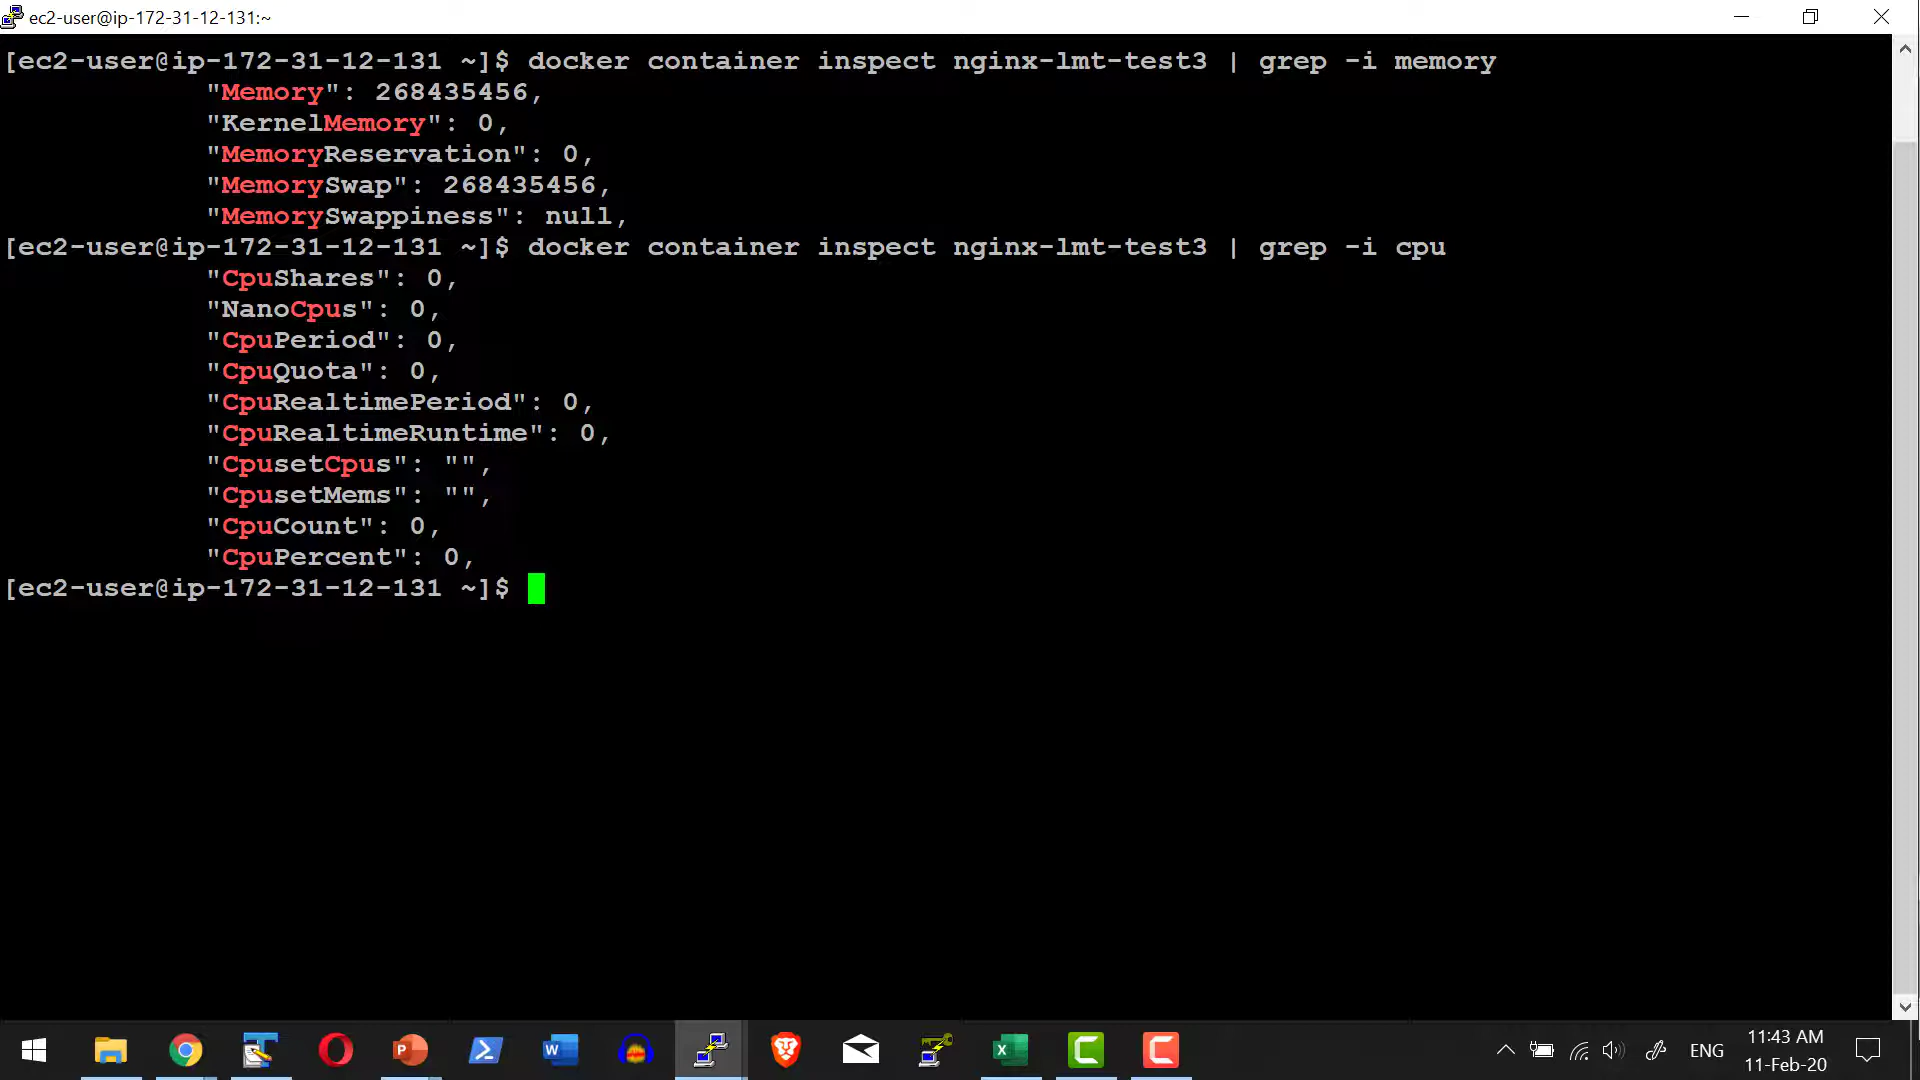 ec2-user@ip-172-31-12-131:~
[ec2-user@ip-172-31-12-131 ~]$ docker container inspect nginx-lmt-test3 | grep -i memory
"Memory": 268435456,
"KernelMemory": 0,
"MemoryReservation": 0,
"MemorySwap": 268435456,
"MemorySwappiness": null,
[ec2-user@ip-172-31-12-131 ~]$ docker container inspect nginx-lmt-test3 | grep -i cpu
"CpuShares": 0,
"NanoCpus": 0,
"CpuPeriod": 0,
"CpuQuota": 0,
"CpuRealtimePeriod": 0,
"CpuRealtimeRuntime": 0,
"CpusetCpus": "",
"CpusetMems": "",
"CpuCount": 0,
"CpuPercent": 0,
[ec2-user@ip-172-31-12-131 ~]$
ENG
11:43 AM
11-Feb-20